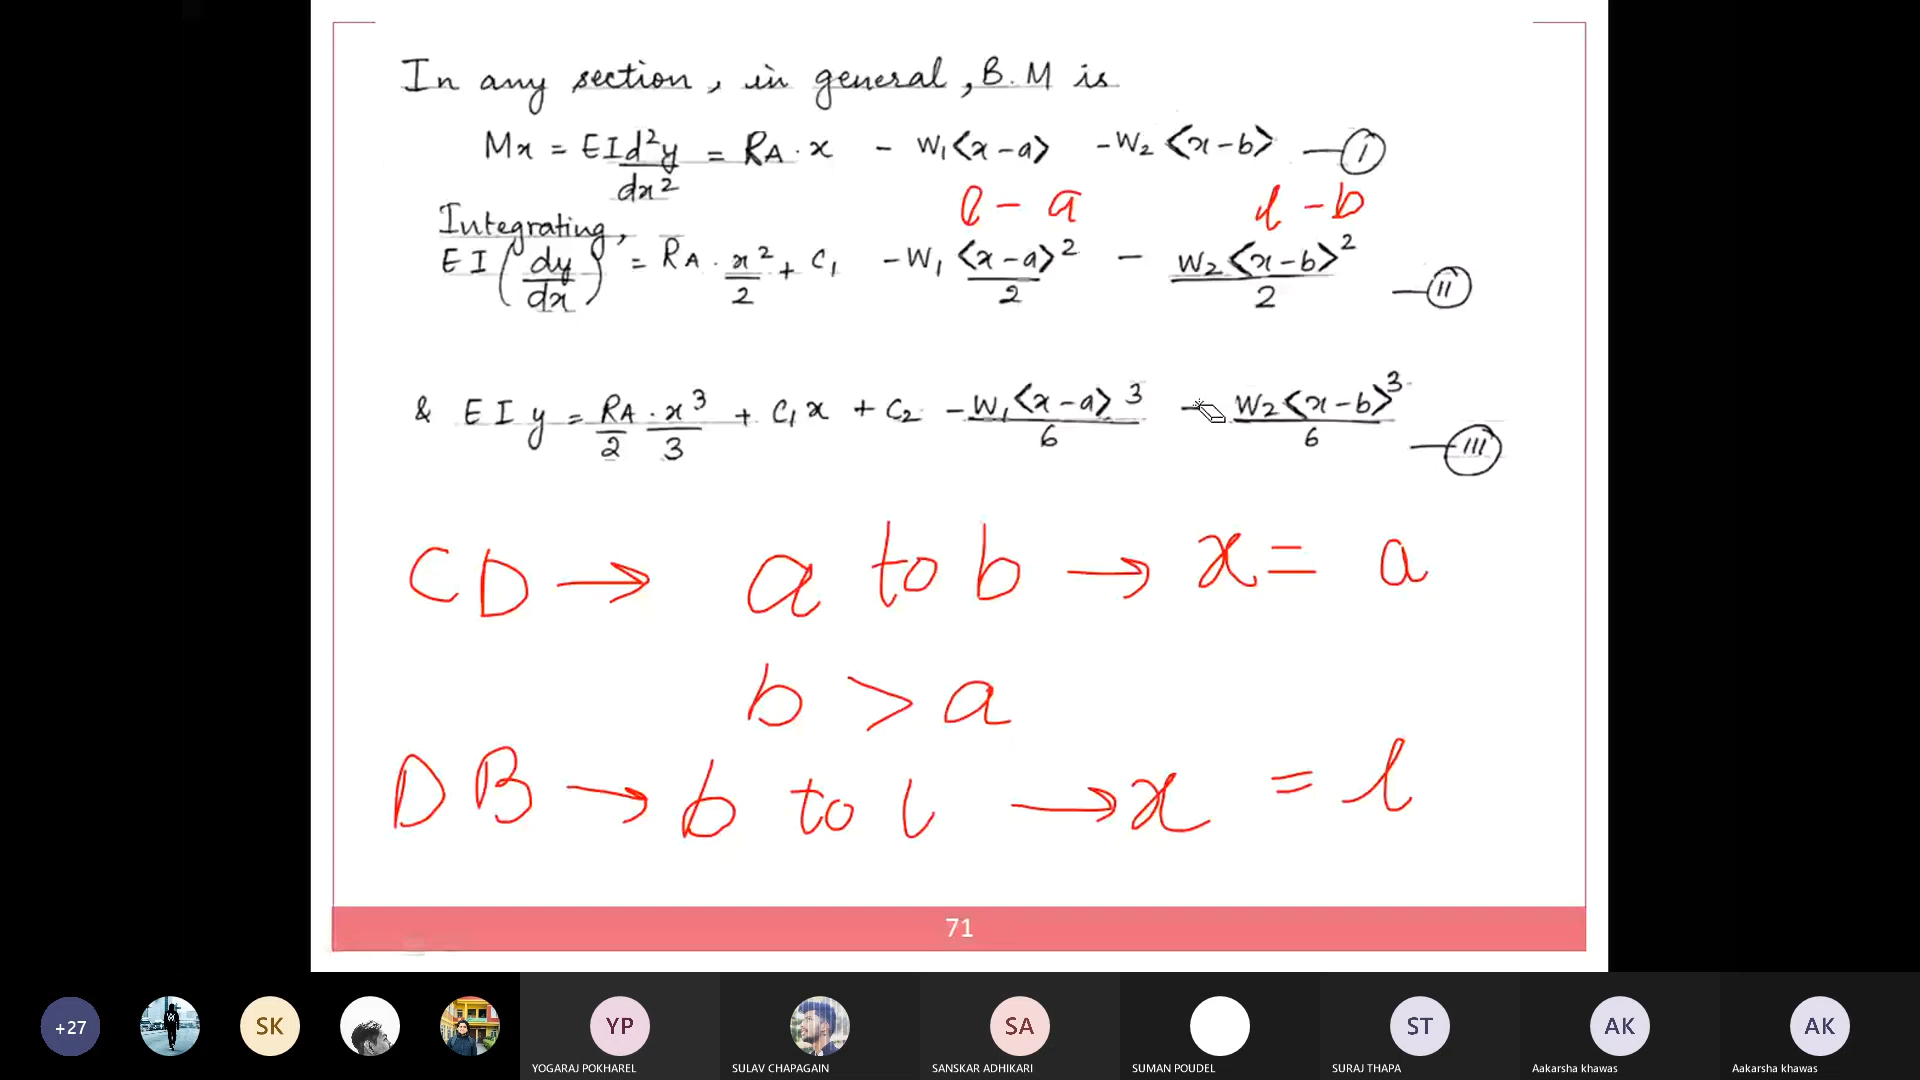 In any section, in general, B.M is
Mx = EI d²y/dx² = RA · x - W₁⟨x-a⟩ - W₂⟨x-b⟩ — (I)
l - a l - b
Integrating,
EI (dy/dx) = RA · x²/2 + C₁ - W₁⟨x-a⟩²/2 - W₂⟨x-b⟩²/2 — (II)
& EIy = RA/2 · x³/3 + C₁x + C₂ - W₁⟨x-a⟩³/6 - W₂⟨x-b⟩³/6 — (III)
CD → a to b → x = a
b > a
DB → b to l → x = l
71
+27 SK YP SA ST AK AK
YOGARAJ POKHAREL SULAV CHAPAGAIN SANSKAR ADHIKARI SUMAN POUDEL SURAJ THAPA Aakarsha khawas Aakarsha khawas